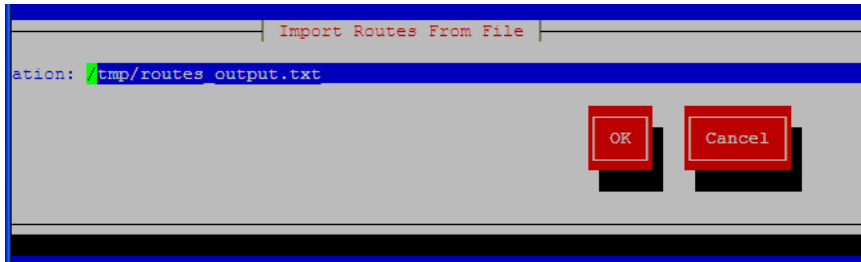 Import Routes From File
ation: /tmp/routes_output.txt
OK Cancel